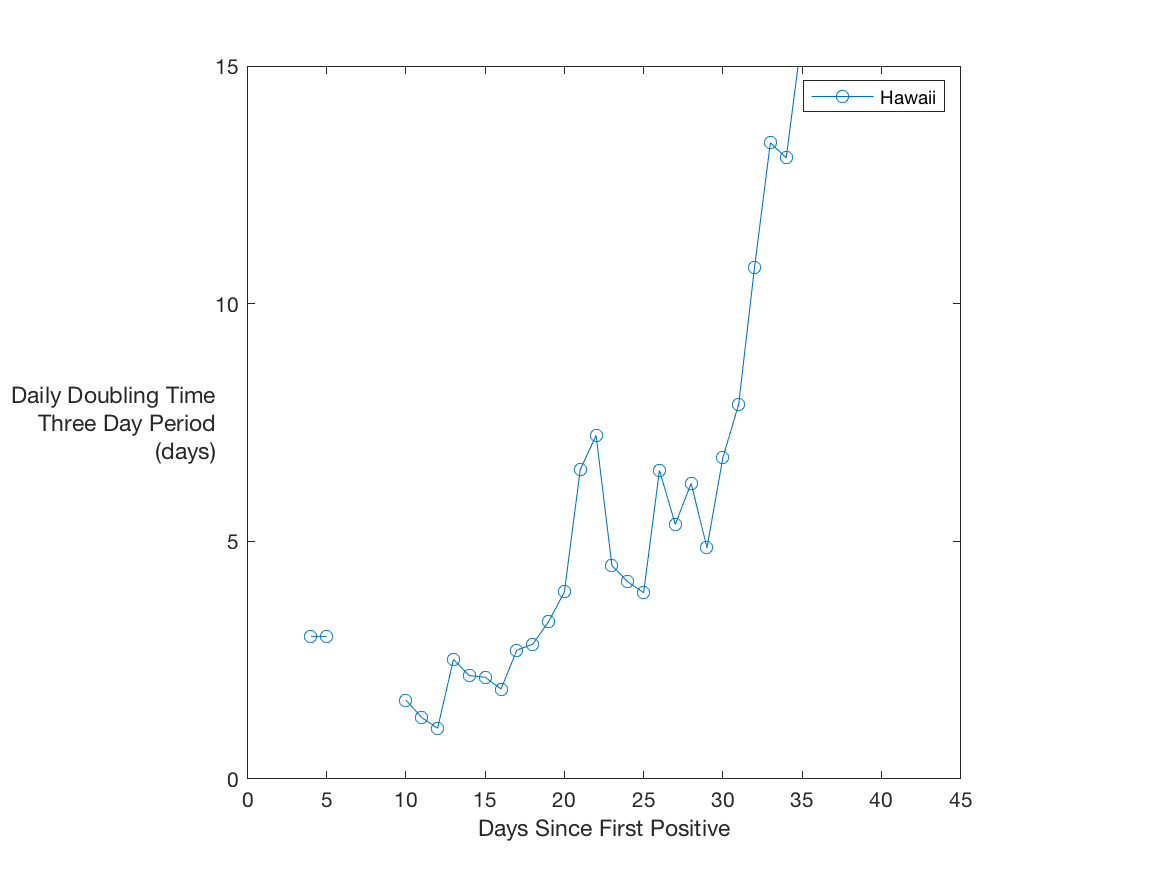 15
Hawaii
10
Daily Doubling Time
Three Day Period
(days)
5
0
0 5 10 15 20 25 30 35 40 45
Days Since First Positive